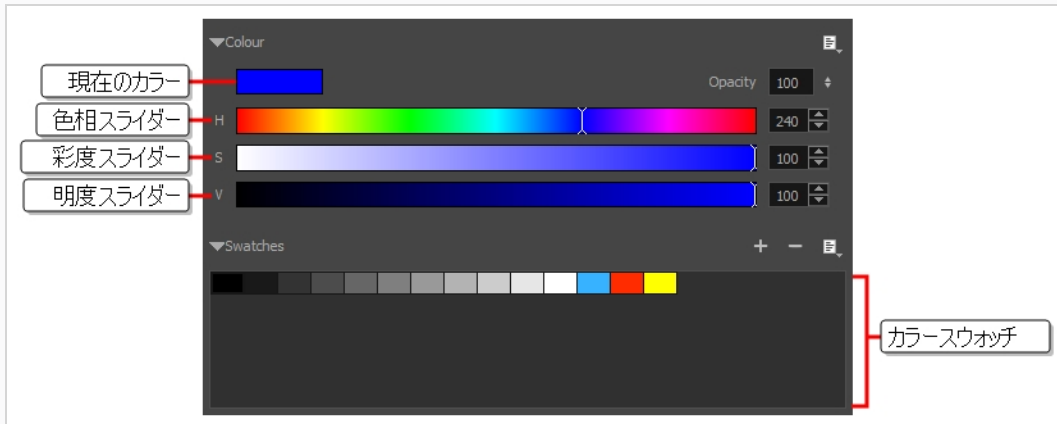 Colour
現在のカラー
Opacity 100
色相スライダー H 240
彩度スライダー S 100
明度スライダー V 100
Swatches + −
カラースウォッチ